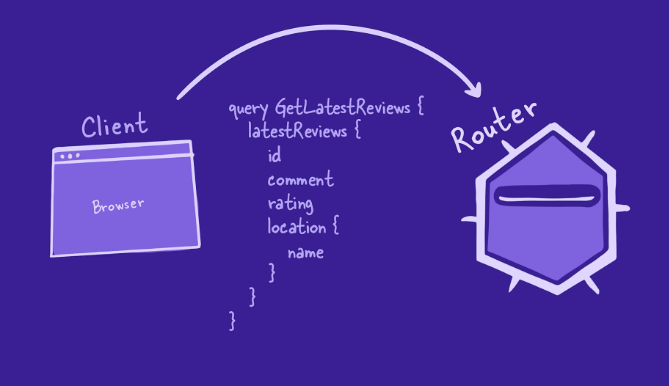 Client
Browser
query GetLatestReviews {
latestReviews {
id
comment
rating
location {
name
}
}
}
Router